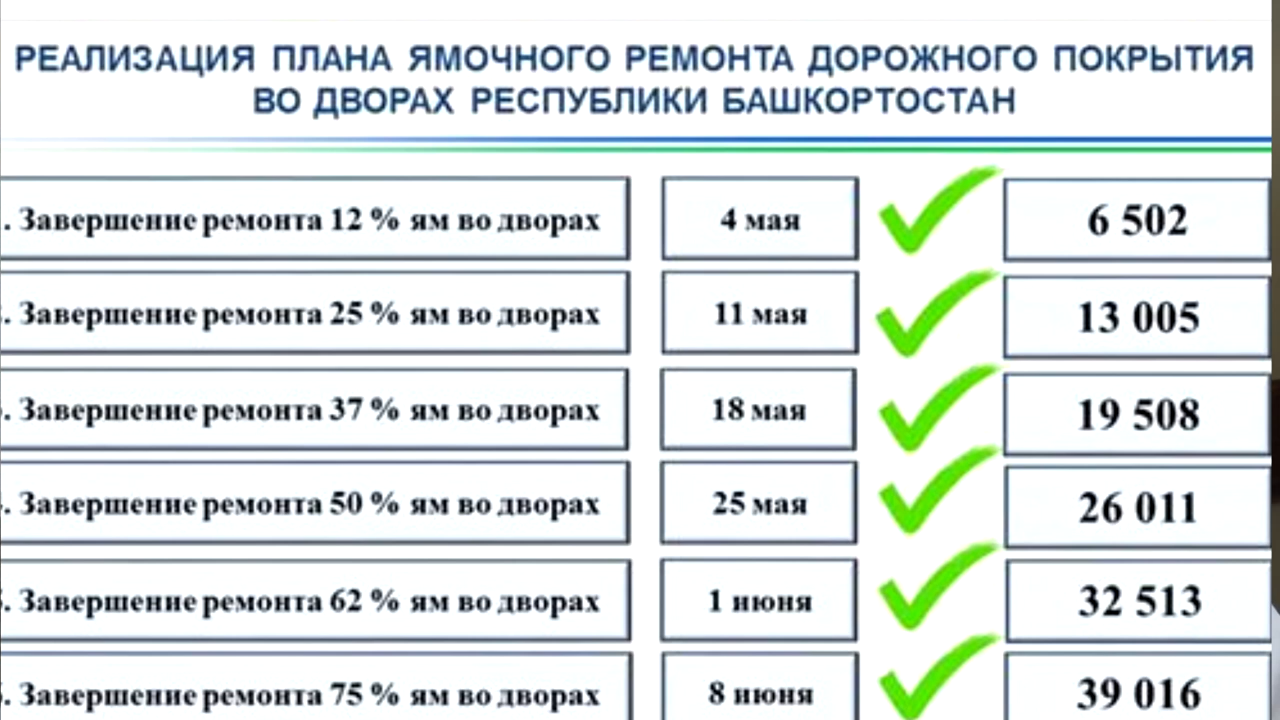 РЕАЛИЗАЦИЯ ПЛАНА ЯМОЧНОГО РЕМОНТА ДОРОЖНОГО ПОКРЫТИЯ
ВО ДВОРАХ РЕСПУБЛИКИ БАШКОРТОСТАН
. Завершение ремонта 12 % ям во дворах 4 мая 6 502
. Завершение ремонта 25 % ям во дворах 11 мая 13 005
. Завершение ремонта 37 % ям во дворах 18 мая 19 508
. Завершение ремонта 50 % ям во дворах 25 мая 26 011
. Завершение ремонта 62 % ям во дворах 1 июня 32 513
. Завершение ремонта 75 % ям во дворах 8 июня 39 016